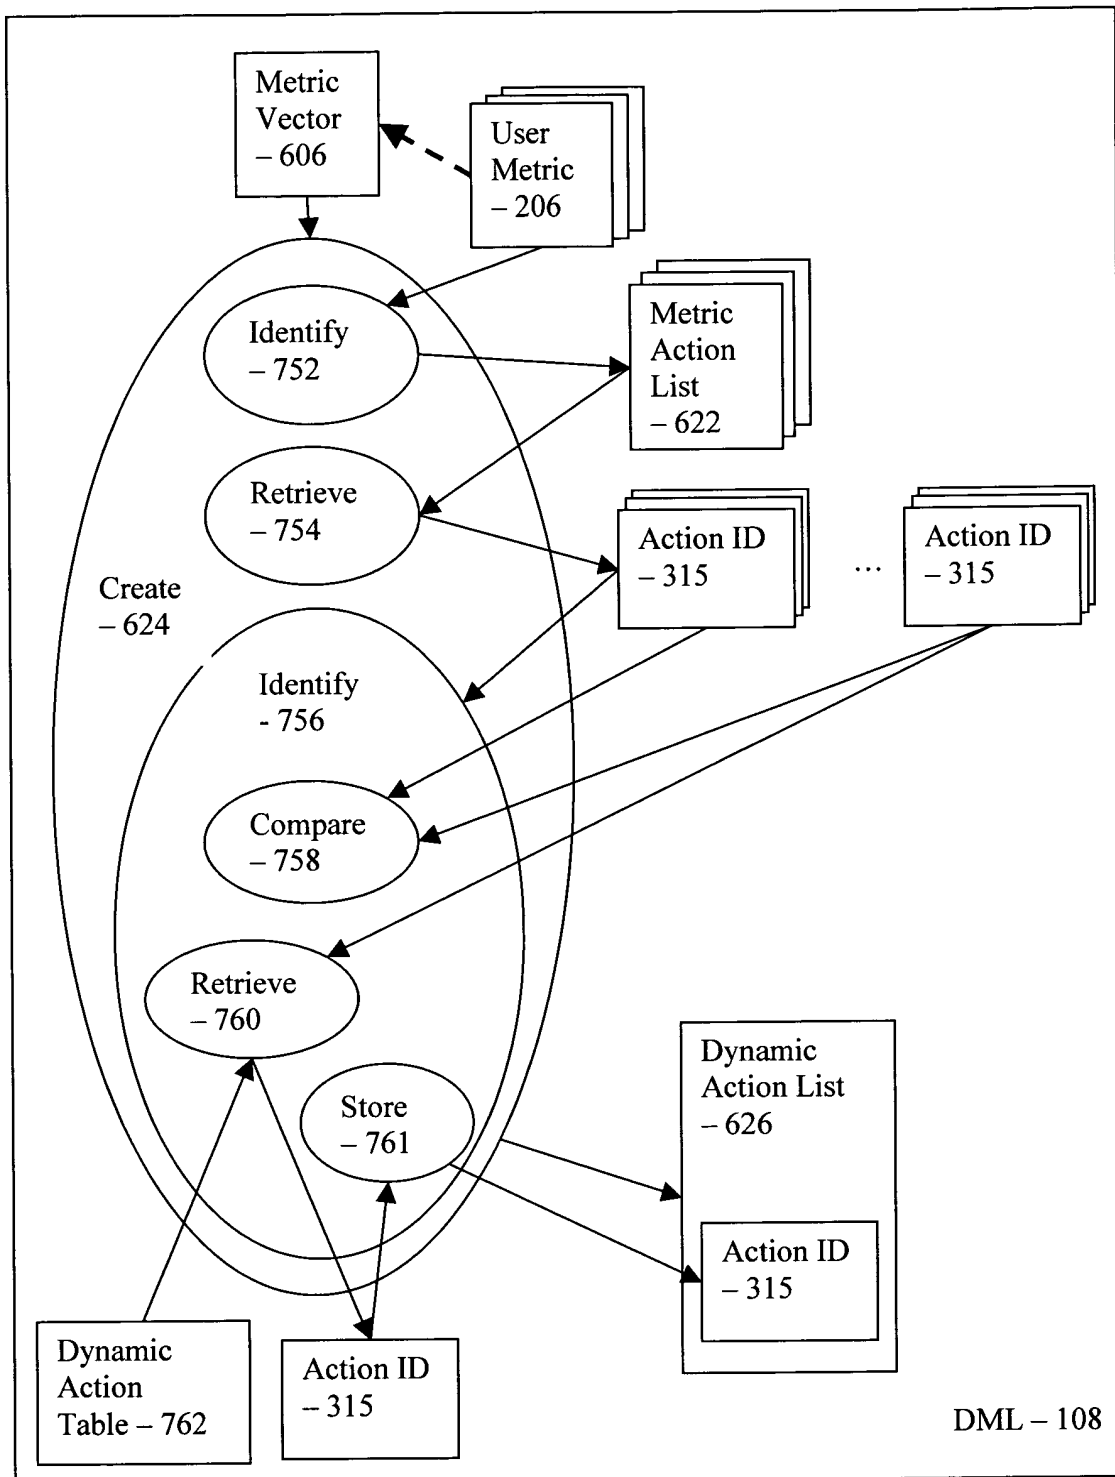 Metric
Vector
– 606
User
Metric
– 206
Identify
– 752
Metric
Action
List
– 622
Retrieve
– 754
Action ID
– 315
...
Action ID
– 315
Create
– 624
Identify
- 756
Compare
– 758
Retrieve
– 760
Store
– 761
Dynamic
Action List
– 626
Action ID
– 315
Dynamic
Action
Table – 762
Action ID
– 315
DML – 108